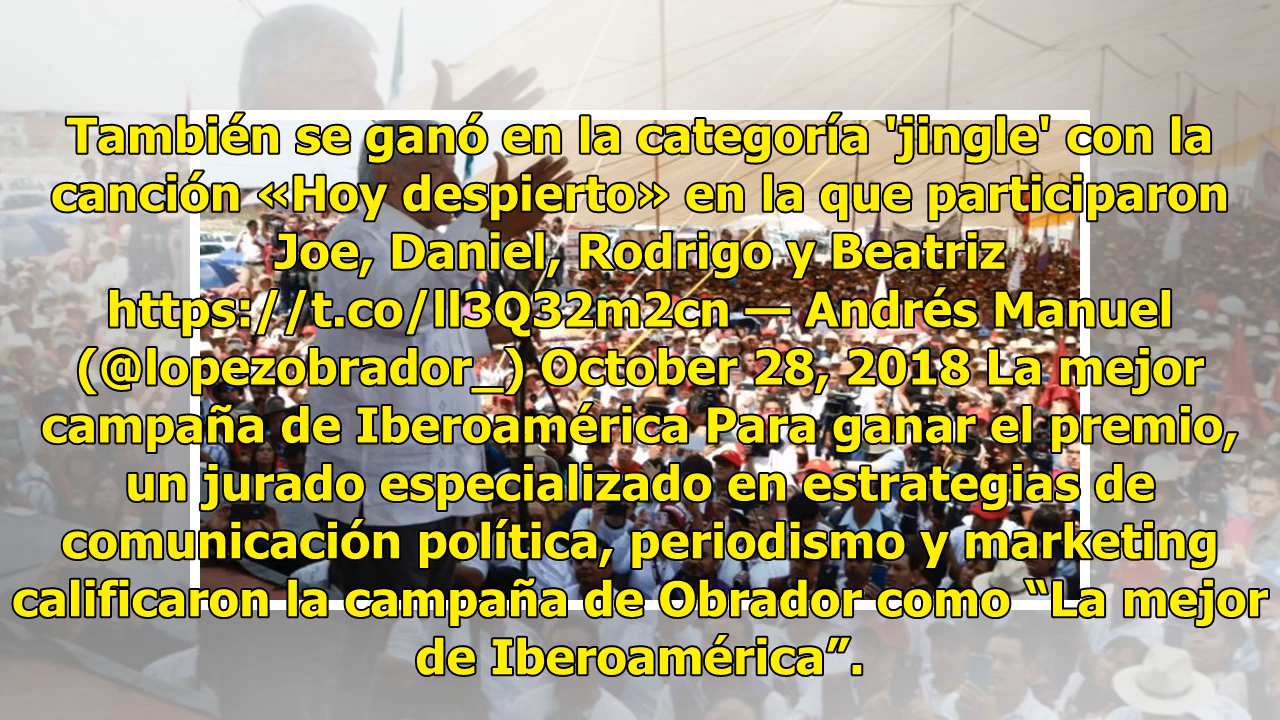 También se ganó en la categoría 'jingle' con la
canción «Hoy despierto» en la que participaron
Joe, Daniel, Rodrigo y Beatriz
https://t.co/ll3Q32m2cn — Andrés Manuel
(@lopezobrador_) October 28, 2018 La mejor
campaña de Iberoamérica Para ganar el premio,
un jurado especializado en estrategias de
comunicación política, periodismo y marketing
calificaron la campaña de Obrador como “La mejor
de Iberoamérica”.